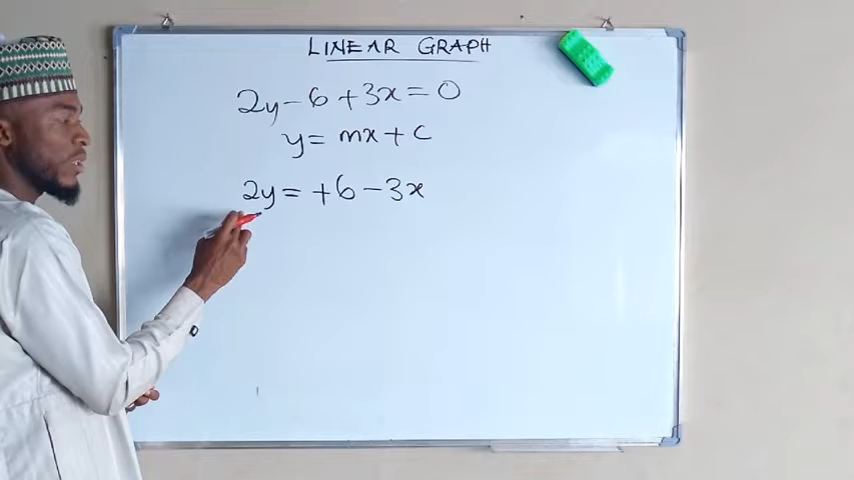 LINEAR GRAPH
2y - 6 + 3x = 0
y = mx + c
2y = +6 - 3x